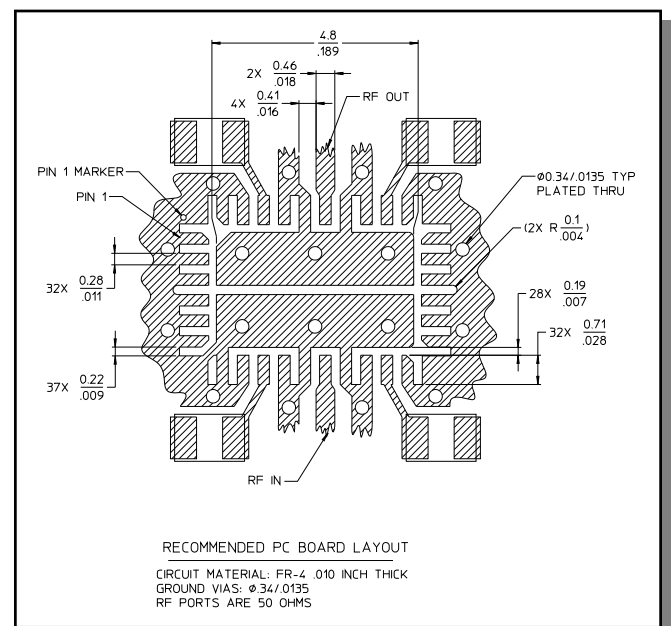 4.8
.189
2X 0.46
.018
4X 0.41
.016
RF OUT
PIN 1 MARKER
PIN 1
Ø0.34/.0135 TYP
PLATED THRU
(2X R 0.1
.004 )
32X 0.28
.011
28X 0.19
.007
32X 0.71
.028
37X 0.22
.009
RF IN
RECOMMENDED PC BOARD LAYOUT
CIRCUIT MATERIAL: FR-4 .010 INCH THICK
GROUND VIAS: Ø.34/.0135
RF PORTS ARE 50 OHMS